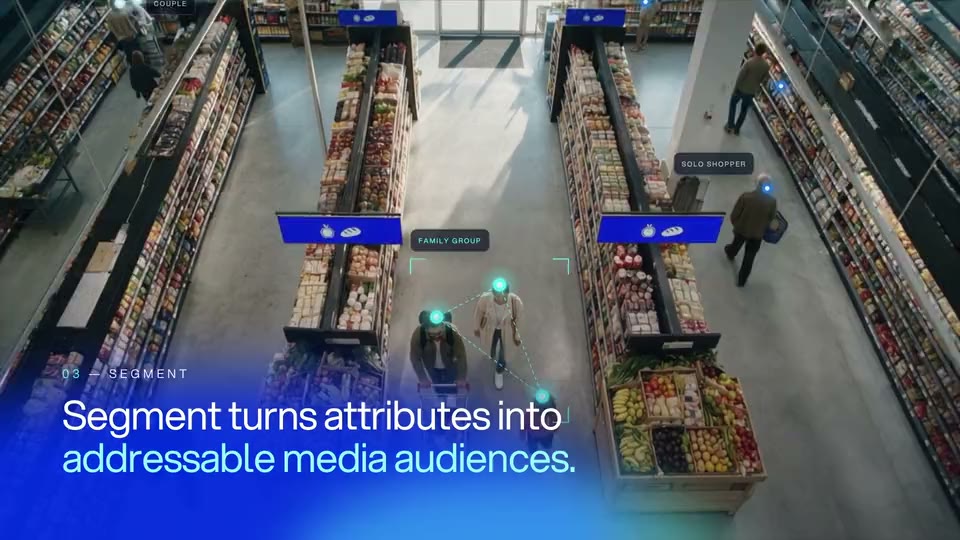 COUPLE
SOLO SHOPPER
FAMILY GROUP
03 — SEGMENT
Segment turns attributes into
addressable media audiences.